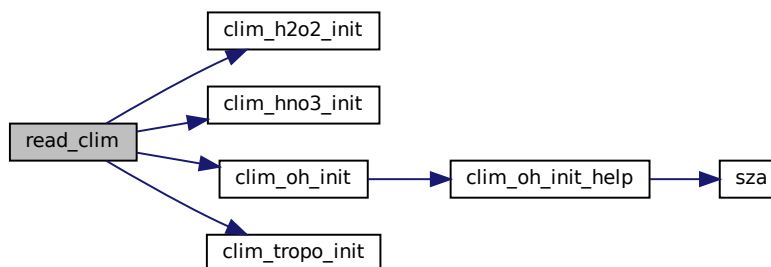 clim_h2o2_init
clim_hno3_init
read_clim
clim_oh_init
clim_oh_init_help
sza
clim_tropo_init